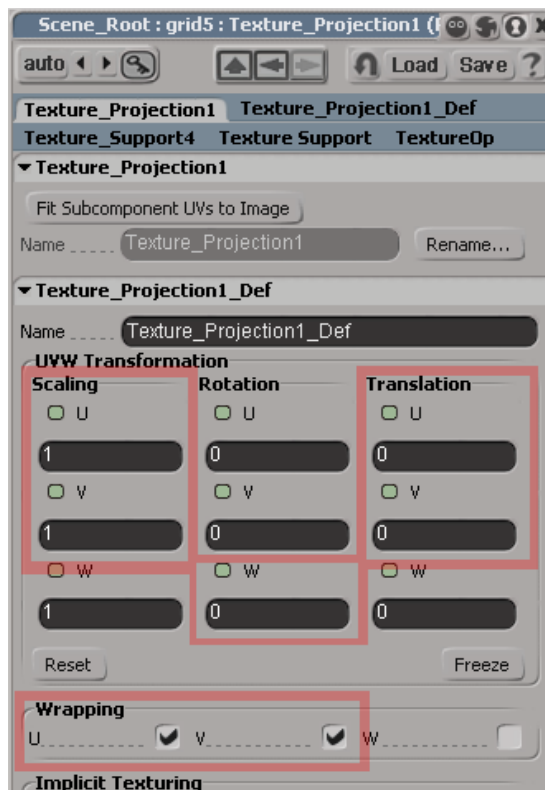 Scene_Root : grid5 : Texture_Projection1 (
auto Load Save ?
Texture_Projection1 Texture_Projection1_Def
Texture_Support4 Texture Support TextureOp
Texture_Projection1
Fit Subcomponent UVs to Image
Name Texture_Projection1 Rename...
Texture_Projection1_Def
Name Texture_Projection1_Def
UVW Transformation
Scaling Rotation Translation
U U U
1 0 0
V V V
1 0 0
W W W
1 0 0
Reset Freeze
Wrapping
U V W
Implicit Texturing